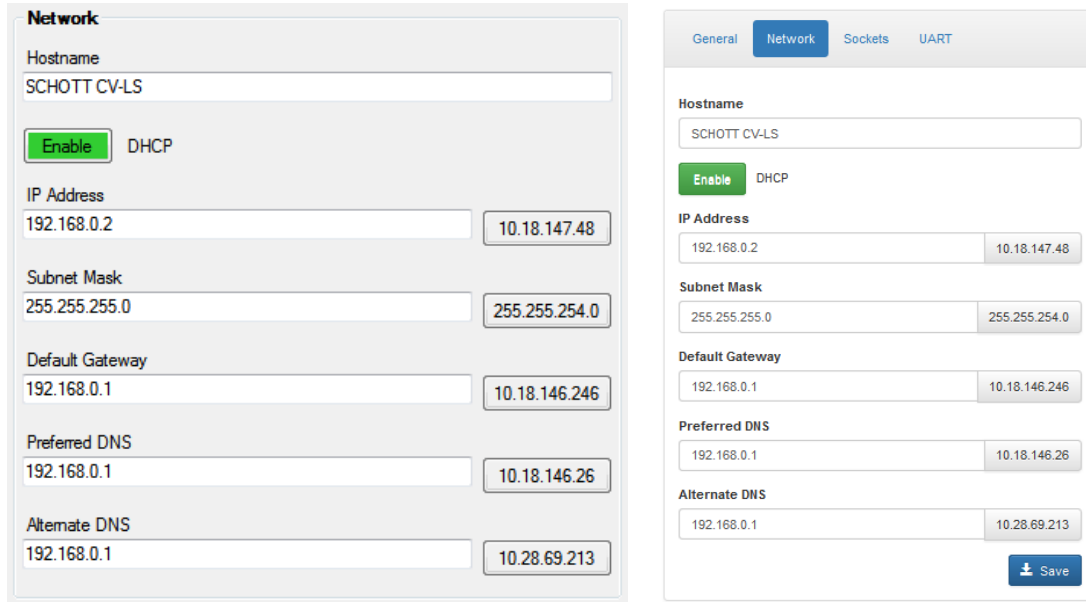 Network
Hostname
SCHOTT CV-LS
Enable DHCP
IP Address
192.168.0.2 10.18.147.48
Subnet Mask
255.255.255.0 255.255.254.0
Default Gateway
192.168.0.1 10.18.146.246
Preferred DNS
192.168.0.1 10.18.146.26
Alternate DNS
192.168.0.1 10.28.69.213
General Network Sockets UART
Hostname
SCHOTT CV-LS
Enable DHCP
IP Address
192.168.0.2 10.18.147.48
Subnet Mask
255.255.255.0 255.255.254.0
Default Gateway
192.168.0.1 10.18.146.246
Preferred DNS
192.168.0.1 10.18.146.26
Alternate DNS
192.168.0.1 10.28.69.213
Save